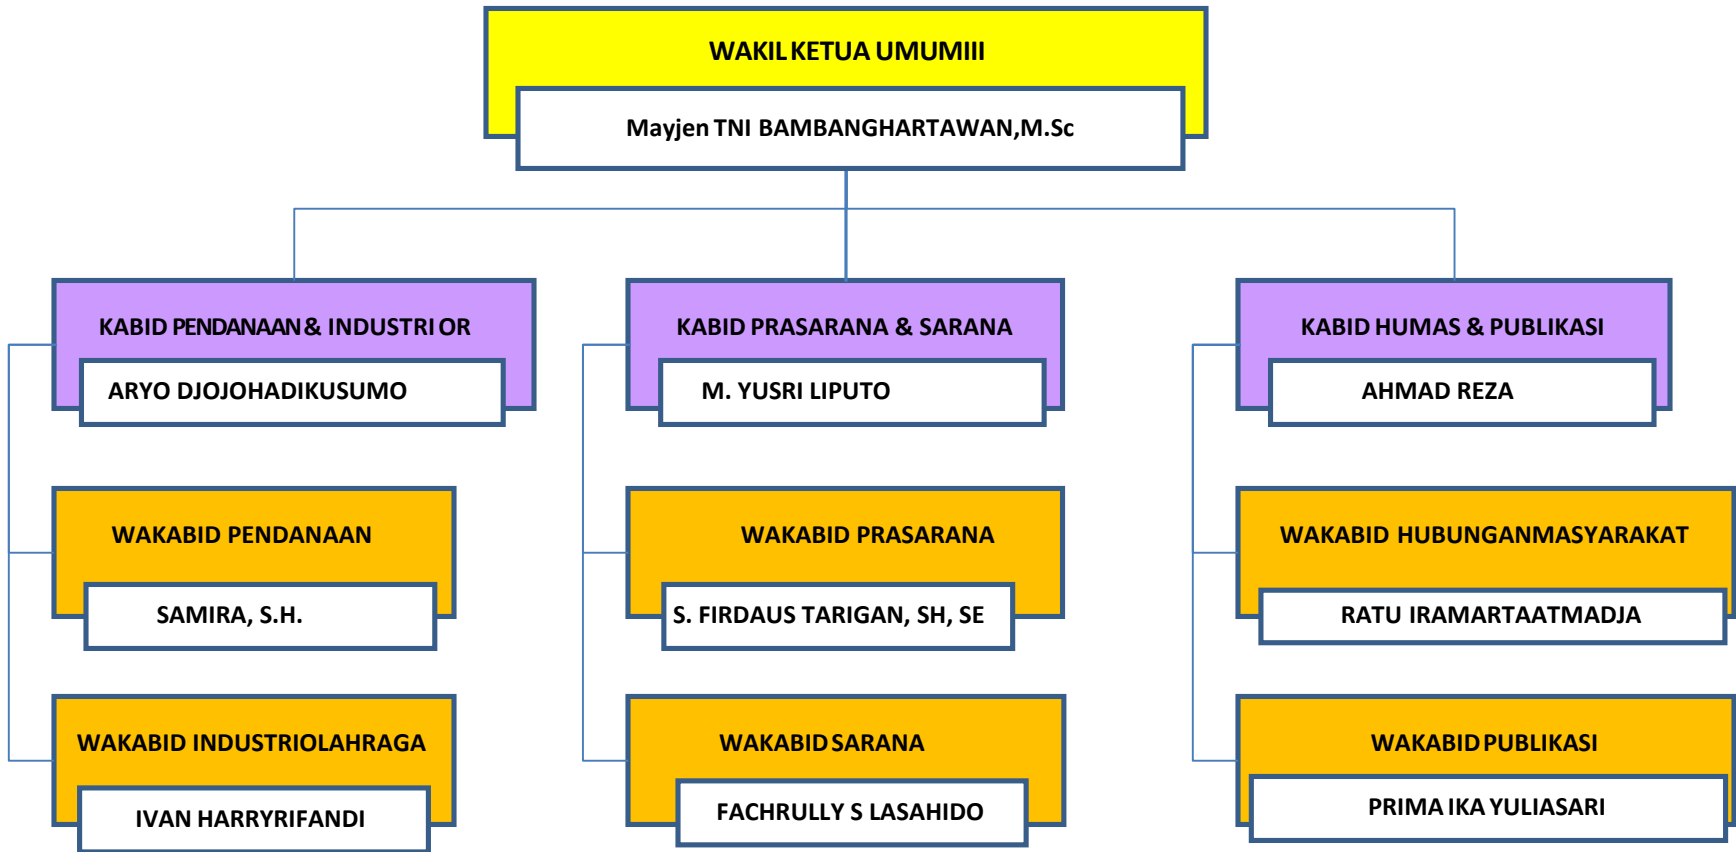 WAKIL KETUA UMUMIII
Mayjen TNI BAMBANGHARTAWAN,M.Sc
KABID PENDANAAN & INDUSTRI OR
ARYO DJOJOHADIKUSUMO
KABID PRASARANA & SARANA
M. YUSRI LIPUTO
KABID HUMAS & PUBLIKASI
AHMAD REZA
WAKABID PENDANAAN
SAMIRA, S.H.
WAKABID PRASARANA
S. FIRDAUS TARIGAN, SH, SE
WAKABID HUBUNGANMASYARAKAT
RATU IRAMARTAATMADJA
WAKABID INDUSTRIOLAHRAGA
IVAN HARRYRIFANDI
WAKABID SARANA
FACHRULLY S LASAHIDO
WAKABID PUBLIKASI
PRIMA IKA YULIASARI